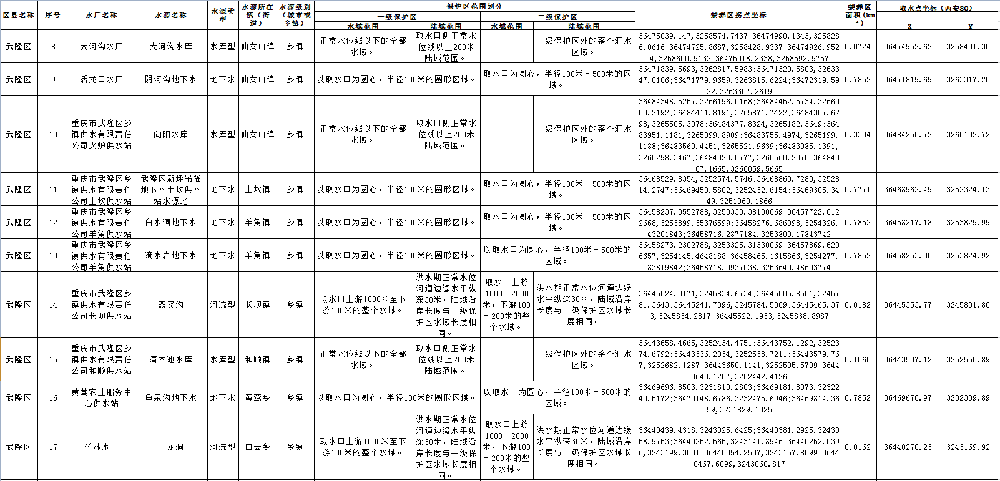 区县名称
序号
水厂名称
水源名称
水源类
型
水源所在
镇（街
道）
水源级别
（城市或
乡镇）
保护区范围划分
一级保护区
二级保护区
水域范围
陆域范围
水域范围
陆域范围
禁养区拐点坐标
禁养区
面积(km
²)
取水点坐标（西安80）
X
Y
武隆区
8
大河沟水厂
大河沟水库
水库型
仙女山镇
乡镇
正常水位线以下的全部
水域。
取水口侧正常水
位线以上200米
陆域范围。
——
一级保护区外的整个汇水
区域。
36475039.147,3258574.7437;36474990.1343,325828
6.0616;36474725.8687,3258428.9337;36474926.952
4,3258600.9132;36475018.2338,3258592.9757
0.0724
36474952.62
3258431.30
武隆区
9
活龙口水厂
阴河沟地下水
地下水
仙女山镇
乡镇
以取水口为圆心，半径100米的圆形区域。
取水口为圆心，半径100米－500米的区
域。
36471839.5693,3262817.5983;36471320.5803,32633
47.0106;36471779.9659,3263815.6224;36472319.59
22,3263307.2619
0.7852
36471819.69
3263317.20
武隆区
10
重庆市武隆区乡
镇供水有限责任
公司火炉供水站
向阳水库
水库型
仙女山镇
乡镇
正常水位线以下的全部
水域。
取水口侧正常水
位线以上200米
陆域范围。
——
一级保护区外的整个汇水
区域。
36484348.5257,3266196.0168;36484452.5734,32660
03.2192;36484411.8191,3265871.7422;36484307.62
98,3265505.3078;36484377.8324,3265182.3649;364
83951.1181,3265099.8909;36483755.4974,3265199.
1188;36483569.4451,3265521.9639;36483985.1391,
3265298.3467;36484020.5777,3265560.2375;364843
67.1665,3266059.5665
0.3334
36484250.72
3265102.72
武隆区
11
重庆市武隆区乡
镇供水有限责任
公司土坎供水站
武隆区新坪吊嘴
地下水土坎供水
站水源地
地下水
土坎镇
乡镇
以取水口为圆心，半径100米的圆形区域。
取水口为圆心，半径100米－500米的区
域。
36468529.8354,3252574.5746;36468863.7283,32528
14.2747;36469450.5802,3252432.6154;36469305.34
49,3251960.1866
0.7771
36468962.49
3252324.13
武隆区
12
重庆市武隆区乡
镇供水有限责任
公司羊角供水站
白水洞地下水
地下水
羊角镇
乡镇
以取水口为圆心，半径100米的圆形区域。
取水口为圆心，半径100米－500米的区
域。
36458237.0552788,3253330.38130069;36457722.012
2668,3253899.35376599;36458276.686098,3254326.
43201843;36458716.2877184,3253800.17843742
0.7852
36458217.18
3253829.99
武隆区
13
重庆市武隆区乡
镇供水有限责任
公司羊角供水站
滴水岩地下水
地下水
羊角镇
乡镇
以取水口为圆心，半径100米的圆形区域。
以取水口为圆心，半径100米－500米的
区域。
36458273.2302788,3253325.31330069;36457869.620
6657,3254145.4648188;36458465.1615866,3254277.
83819842;36458718.0937038,3253640.48603774
0.7852
36458253.35
3253824.92
武隆区
14
重庆市武隆区乡
镇供水有限责任
公司长坝供水站
双叉沟
河流型
长坝镇
乡镇
取水口上游1000米至下
游100米的整个水域。
洪水期正常水位
河道边缘水平纵
深30米，陆域沿
岸长度与一级保
护区水域长度相
同。
取水口上游
1000－2000
米，下游100
－200米的整
个水域。
洪水期正常水位河道边缘
水平纵深30米，陆域沿岸
长度与二级保护区水域长
度相同。
36445524.0171,3245834.6734;36445505.8551,32457
81.3643;36445241.7096,3245784.5369;36445465.37
3,3245834.2817;36445522.1933,3245838.8987
0.0182
36445353.77
3245831.80
武隆区
15
重庆市武隆区乡
镇供水有限责任
公司和顺供水站
清木池水库
水库型
和顺镇
乡镇
正常水位线以下的全部
水域。
取水口侧正常水
位线以上200米
陆域范围。
——
一级保护区外的整个汇水
区域。
36443658.4665,3252434.4751;36443752.1292,32523
74.6792;36443336.2034,3252538.7211;36443579.76
7,3252682.1287;36443650.1141,3252505.5709;3644
3643.1207,3252442.4126
0.1060
36443507.12
3252550.89
武隆区
16
黄莺农业服务中
心供水站
鱼泉沟地下水
地下水
黄莺乡
乡镇
以取水口为圆心，半径100米的圆形区域。
以取水口为圆心，半径100米－500米的
区域。
36469696.8503,3231810.2803;36469181.8073,32322
40.5172;36470148.6786,3232475.6946;36469814.36
59,3231829.1325
0.7852
36469676.97
3232309.89
武隆区
17
竹林水厂
干龙洞
河流型
白云乡
乡镇
取水口上游1000米至下
游100米的整个水域。
洪水期正常水位
河道边缘水平纵
深30米，陆域沿
岸长度与一级保
护区水域长度相
同。
取水口上游
1000－2000
米，下游100
－200米的整
个水域。
洪水期正常水位河道边缘
水平纵深30米，陆域沿岸
长度与二级保护区水域长
度相同。
36440439.4318,3243025.6425;36440381.2925,32430
58.9753;36440252.565,3243141.8946;36440252.039
6,3243199.3001;36440354.2507,3243157.8099;3644
0467.6099,3243060.817
0.0162
36440270.23
3243169.92